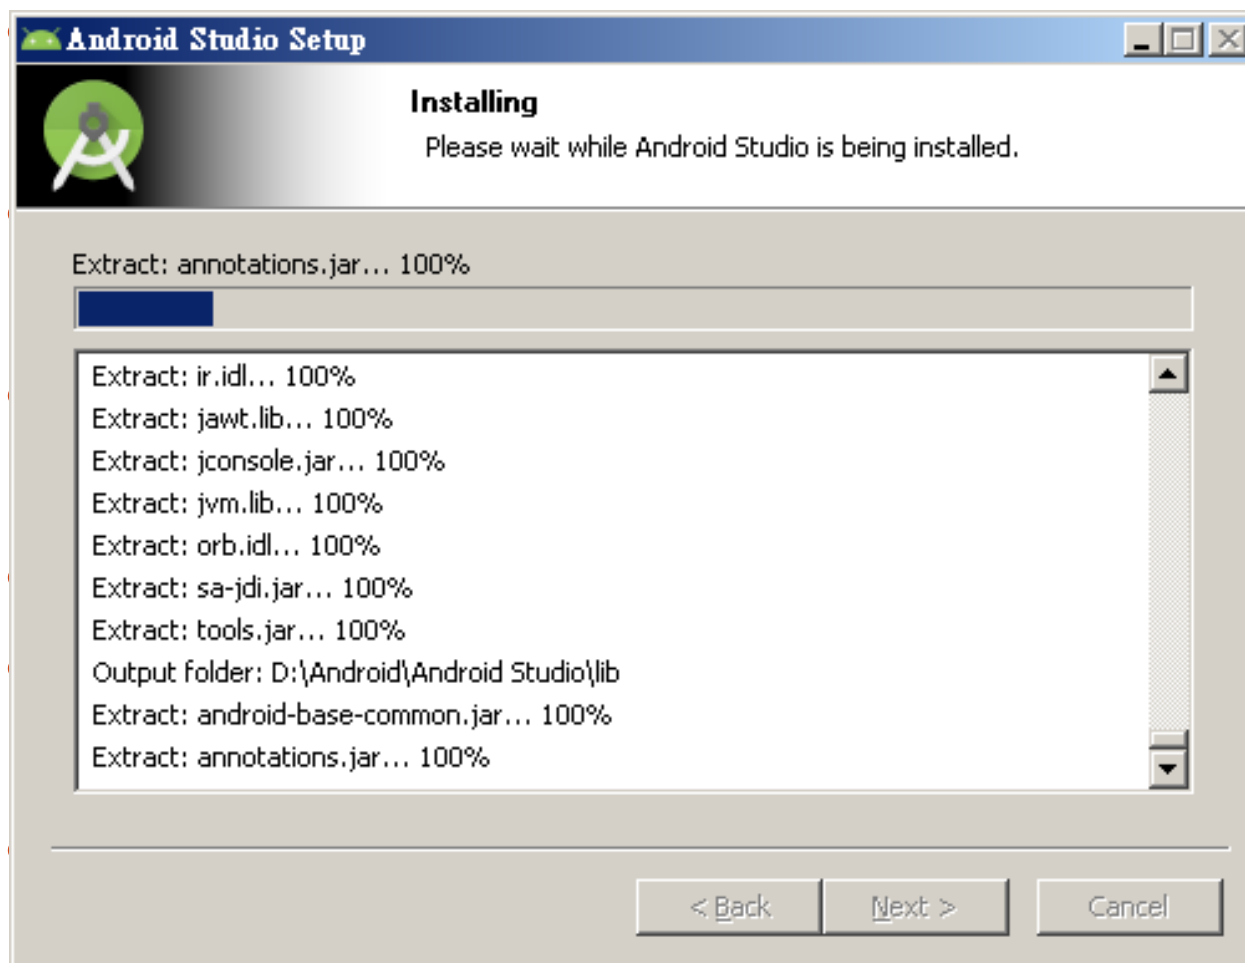 Android Studio Setup
Installing
Please wait while Android Studio is being installed.
Extract: annotations.jar... 100%
Extract: ir.idl... 100%
Extract: jawt.lib... 100%
Extract: jconsole.jar... 100%
Extract: jvm.lib... 100%
Extract: orb.idl... 100%
Extract: sa-jdi.jar... 100%
Extract: tools.jar... 100%
Output folder: D:\Android\Android Studio\lib
Extract: android-base-common.jar... 100%
Extract: annotations.jar... 100%
< Back Next > Cancel